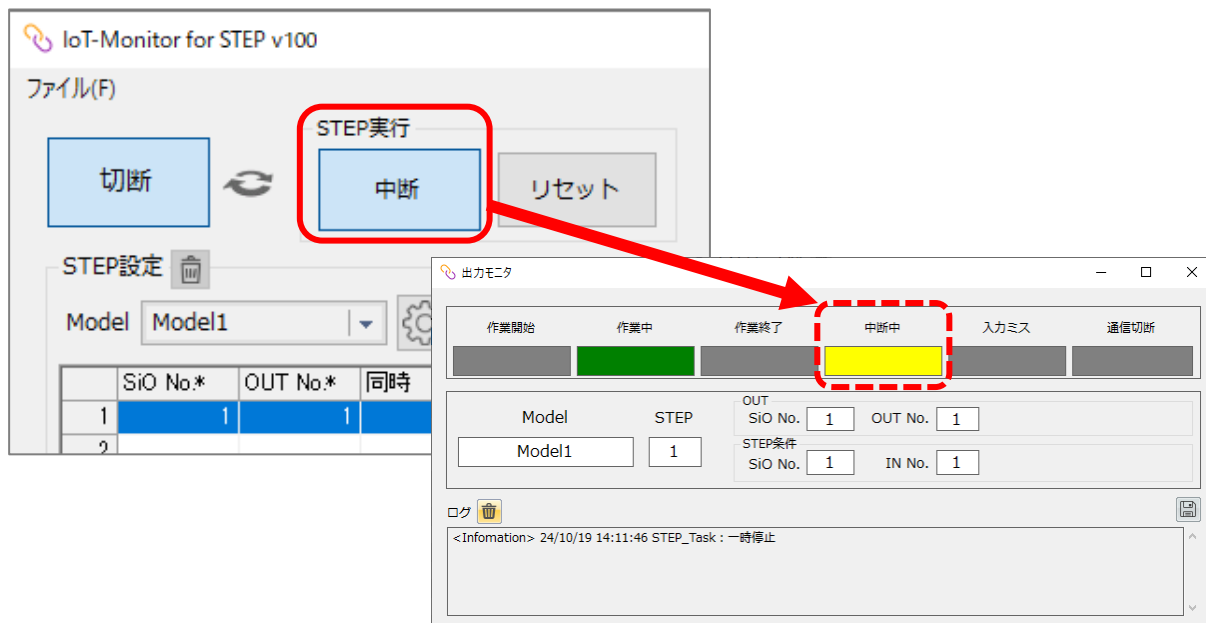 IoT-Monitor for STEP v100
ファイル(F)
STEP実行
切断
中断
リセット
STEP設定
Model
Model1
SiO No.* OUT No.* 同時
1 1 1
2
出力モニタ
作業開始 作業中 作業終了 中断中 入力ミス 通信切断
Model STEP
Model1 1
OUT
SiO No. 1 OUT No. 1
STEP条件
SiO No. 1 IN No. 1
ログ
<Infomation> 24/10/19 14:11:46 STEP_Task : 一時停止